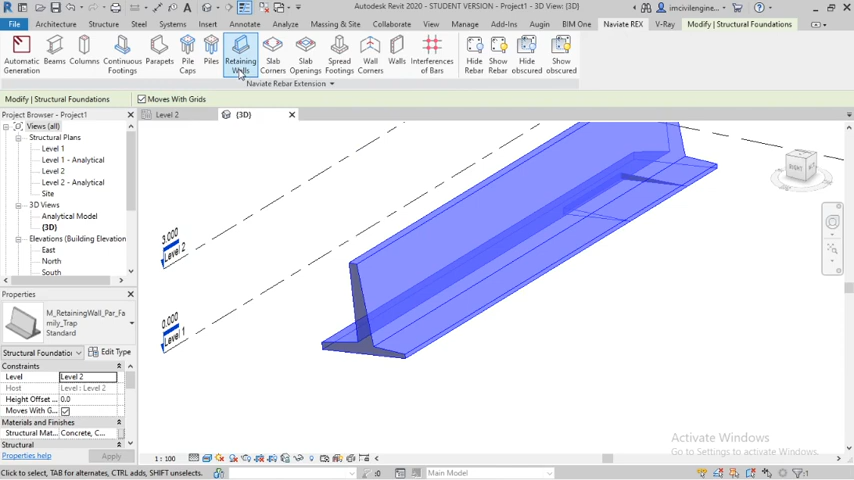 Autodesk Revit 2020 - STUDENT VERSION - Project1 - 3D View: {3D}
imcivilengine...
File Architecture Structure Steel Systems Insert Annotate Analyze Massing & Site Collaborate View Manage Add-Ins Augin BIM One Naviate REX V-Ray Modify | Structural Foundations
Automatic Generation
Beams
Columns
Continuous Footings
Parapets
Pile Caps
Piles
Retaining Walls
Slab Corners
Slab Openings
Spread Footings
Wall Corners
Walls
Interferences of Bars
Hide Rebar
Show Rebar
Hide obscured
Show obscured
Naviate Rebar Extension
Modify | Structural Foundations
Moves With Grids
Project Browser - Project1
Level 2
{3D}
Views (all)
Structural Plans
Level 1
Level 1 - Analytical
Level 2
Level 2 - Analytical
Site
3D Views
Analytical Model
{3D}
Elevations (Building Elevation
East
North
South
3.000
Level 2
0.000
Level 1
RIGHT
Properties
M_RetainingWall_Par_Fa
mily_Trap
Standard
Structural Foundation
Edit Type
Constraints
Level Level 2
Host Level : Level 2
Height Offset ... 0.0
Moves With G...
Materials and Finishes
Structural Mat... Concrete, C...
Structural
Properties help
Apply
1 : 100
Activate Windows
Go to Settings to activate Windows.
Click to select, TAB for alternates, CTRL adds, SHIFT unselects.
:0
Main Model
:1